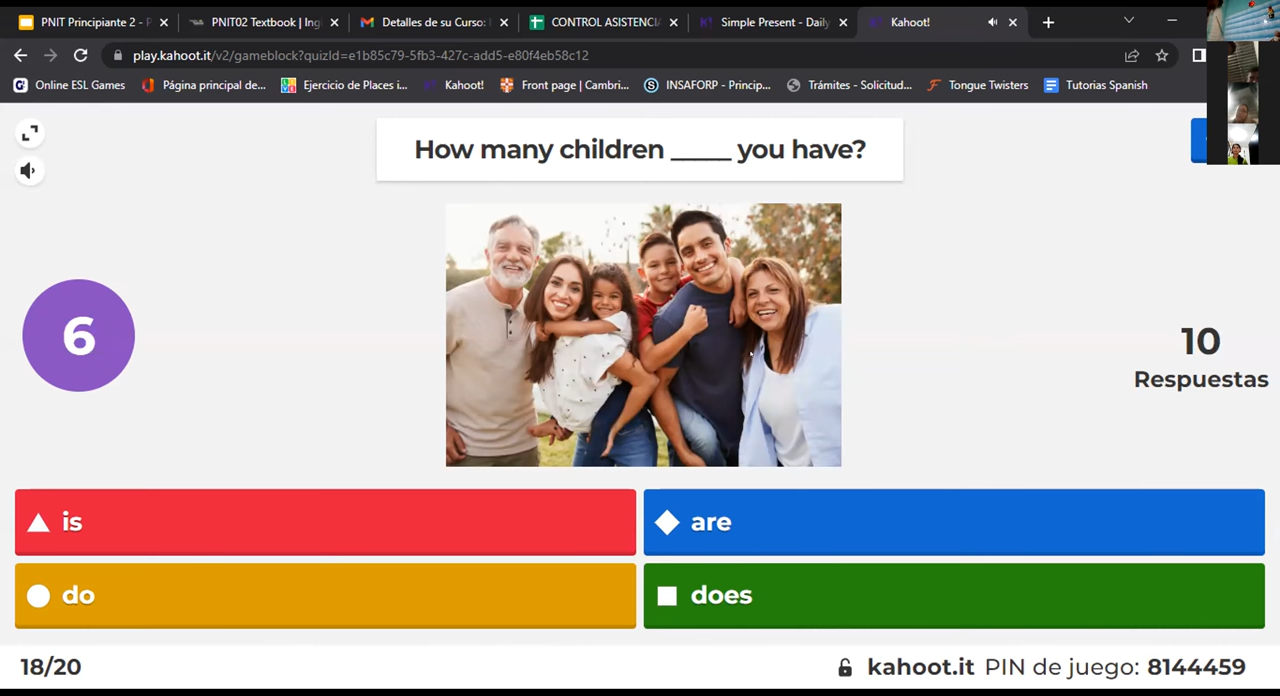 PNIT Principiante 2 - P
PNIT02 Textbook | Ing
Detalles de su Curso:
CONTROL ASISTENCIA
Simple Present - Daily
Kahoot!
play.kahoot.it/v2/gameblock?quizId=e1b85c79-5fb3-427c-add5-e80f4eb58c12
Online ESL Games
Página principal de...
Ejercicio de Places i...
Kahoot!
Front page | Cambri...
INSAFORP - Princip...
Trámites - Solicitud...
Tongue Twisters
Tutorias Spanish
How many children _____ you have?
6
10
Respuestas
is
are
do
does
18/20
kahoot.it PIN de juego: 8144459